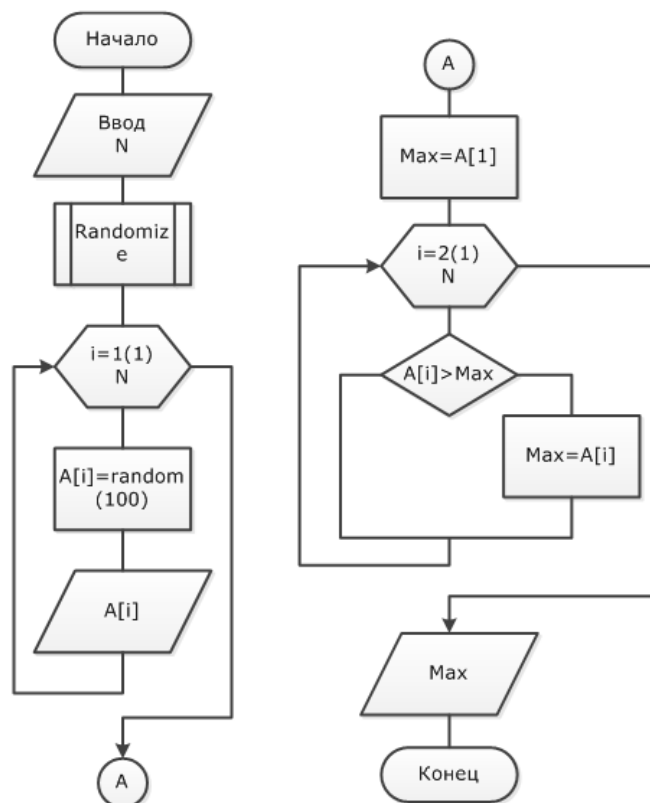 Начало
Ввод
N
Randomiz
e
i=1(1)
N
A[i]=random
(100)
A[i]
A
A
Max=A[1]
i=2(1)
N
A[i]>Max
Max=A[i]
Max
Конец